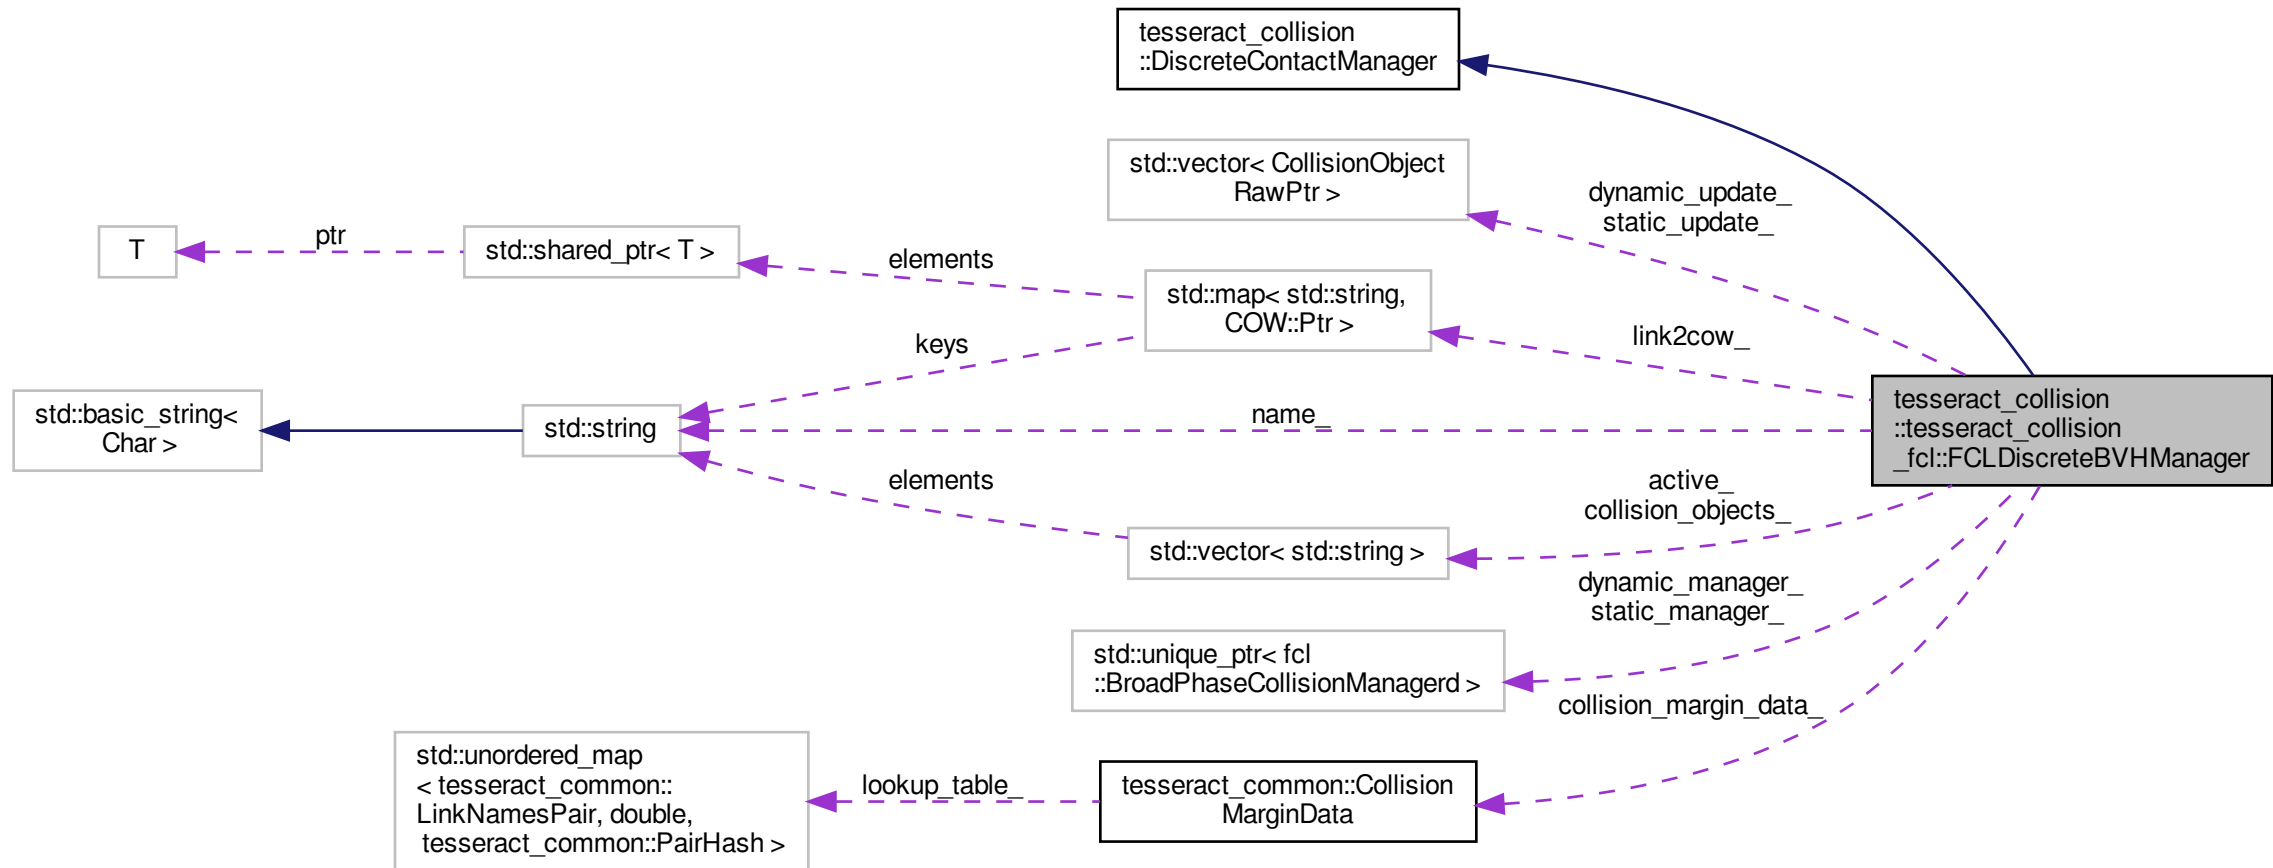 tesseract_collision
::DiscreteContactManager
std::vector< CollisionObject
RawPtr >
dynamic_update_
static_update_
T
ptr
std::shared_ptr< T >
elements
std::map< std::string,
COW::Ptr >
link2cow_
keys
std::basic_string<
Char >
std::string
name_
tesseract_collision
::tesseract_collision
_fcl::FCLDiscreteBVHManager
elements
active_
collision_objects_
std::vector< std::string >
dynamic_manager_
static_manager_
std::unique_ptr< fcl
::BroadPhaseCollisionManagerd >
collision_margin_data_
std::unordered_map
< tesseract_common::
LinkNamesPair, double,
tesseract_common::PairHash >
lookup_table_
tesseract_common::Collision
MarginData